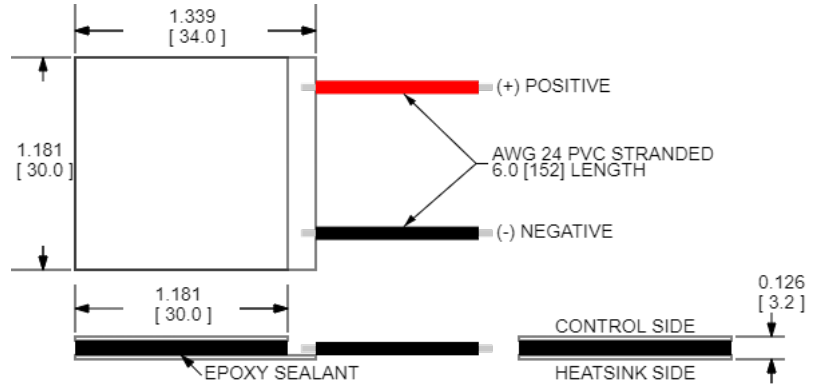 1.339
[ 34.0 ]
(+) POSITIVE
1.181
[ 30.0 ]
AWG 24 PVC STRANDED
6.0 [152] LENGTH
(-) NEGATIVE
1.181
[ 30.0 ]
0.126
[ 3.2 ]
CONTROL SIDE
EPOXY SEALANT
HEATSINK SIDE